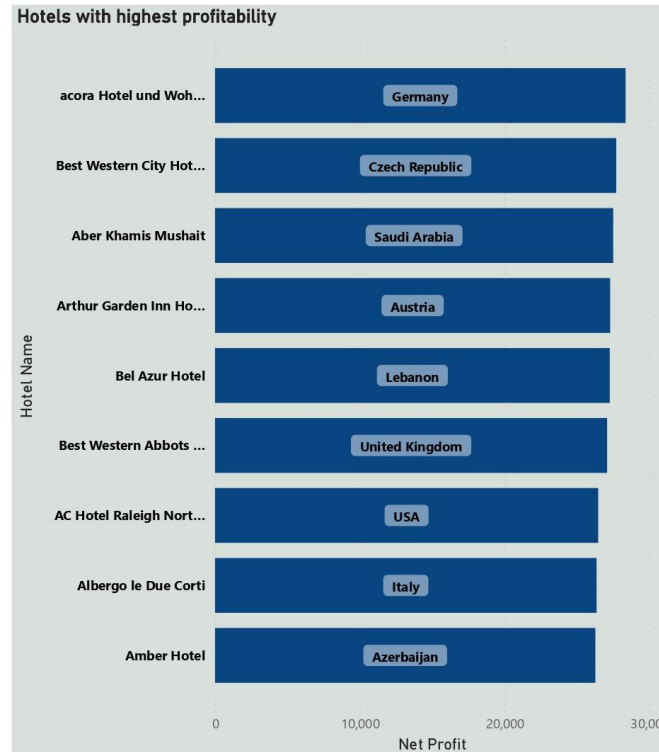 Hotels with highest profitability
Hotel Name
acora Hotel und Woh...
Germany
Best Western City Hot...
Czech Republic
Aber Khamis Mushait
Saudi Arabia
Arthur Garden Inn Ho...
Austria
Bel Azur Hotel
Lebanon
Best Western Abbots ...
United Kingdom
AC Hotel Raleigh Nort...
USA
Albergo le Due Corti
Italy
Amber Hotel
Azerbaijan
0 10,000 20,000 30,00
Net Profit